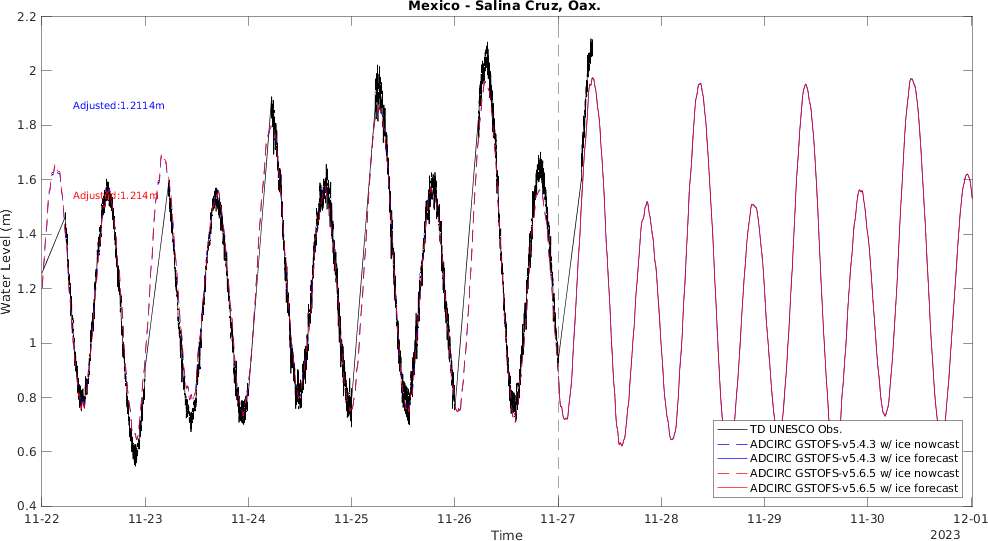 Mexico - Salina Cruz, Oax.
2.2
2
1.8
1.6
1.4
1.2
1
0.8
0.6
0.4
Water Level (m)
Adjusted:1.2114m
Adjusted:1.214m
TD UNESCO Obs.
ADCIRC GSTOFS-v5.4.3 w/ ice nowcast
ADCIRC GSTOFS-v5.4.3 w/ ice forecast
ADCIRC GSTOFS-v5.6.5 w/ ice nowcast
ADCIRC GSTOFS-v5.6.5 w/ ice forecast
11-22 11-23 11-24 11-25 11-26 11-27 11-28 11-29 11-30 12-01
Time
2023